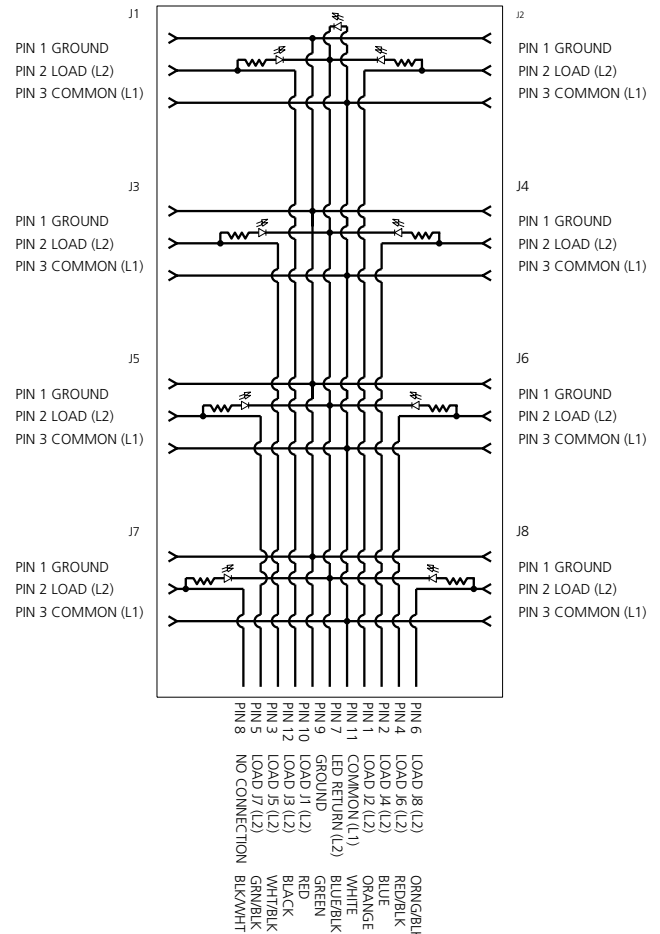 J1
PIN 1 GROUND
PIN 2 LOAD (L2)
PIN 3 COMMON (L1)
J2
PIN 1 GROUND
PIN 2 LOAD (L2)
PIN 3 COMMON (L1)
J3
PIN 1 GROUND
PIN 2 LOAD (L2)
PIN 3 COMMON (L1)
J4
PIN 1 GROUND
PIN 2 LOAD (L2)
PIN 3 COMMON (L1)
J5
PIN 1 GROUND
PIN 2 LOAD (L2)
PIN 3 COMMON (L1)
J6
PIN 1 GROUND
PIN 2 LOAD (L2)
PIN 3 COMMON (L1)
J7
PIN 1 GROUND
PIN 2 LOAD (L2)
PIN 3 COMMON (L1)
J8
PIN 1 GROUND
PIN 2 LOAD (L2)
PIN 3 COMMON (L1)
PIN 6 LOAD J8 (L2)
PIN 4 LOAD J6 (L2) RED/BLK
PIN 2 LOAD J4 (L2) BLUE
PIN 1 LOAD J2 (L2) ORANGE
PIN 11 COMMON (L1) WHITE
PIN 7 LED RETURN (L2) BLUE/BLK
PIN 9 GROUND GREEN
PIN 10 LOAD J1 (L2) RED
PIN 12 LOAD J3 (L2) BLACK
PIN 3 LOAD J5 (L2) WHT/BLK
PIN 5 LOAD J7 (L2) GRN/BLK
PIN 8 NO CONNECTION BLK/WHT